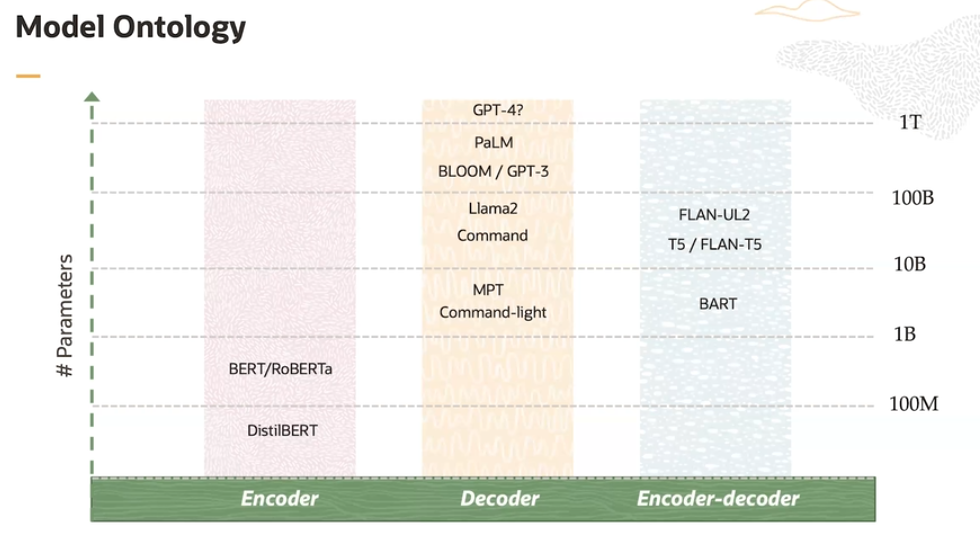 Model Ontology
# Parameters
GPT-4?
1T
PaLM
BLOOM / GPT-3
100B
Llama2
FLAN-UL2
Command
T5 / FLAN-T5
10B
MPT
BART
Command-light
1B
BERT/RoBERTa
100M
DistilBERT
Encoder
Decoder
Encoder-decoder